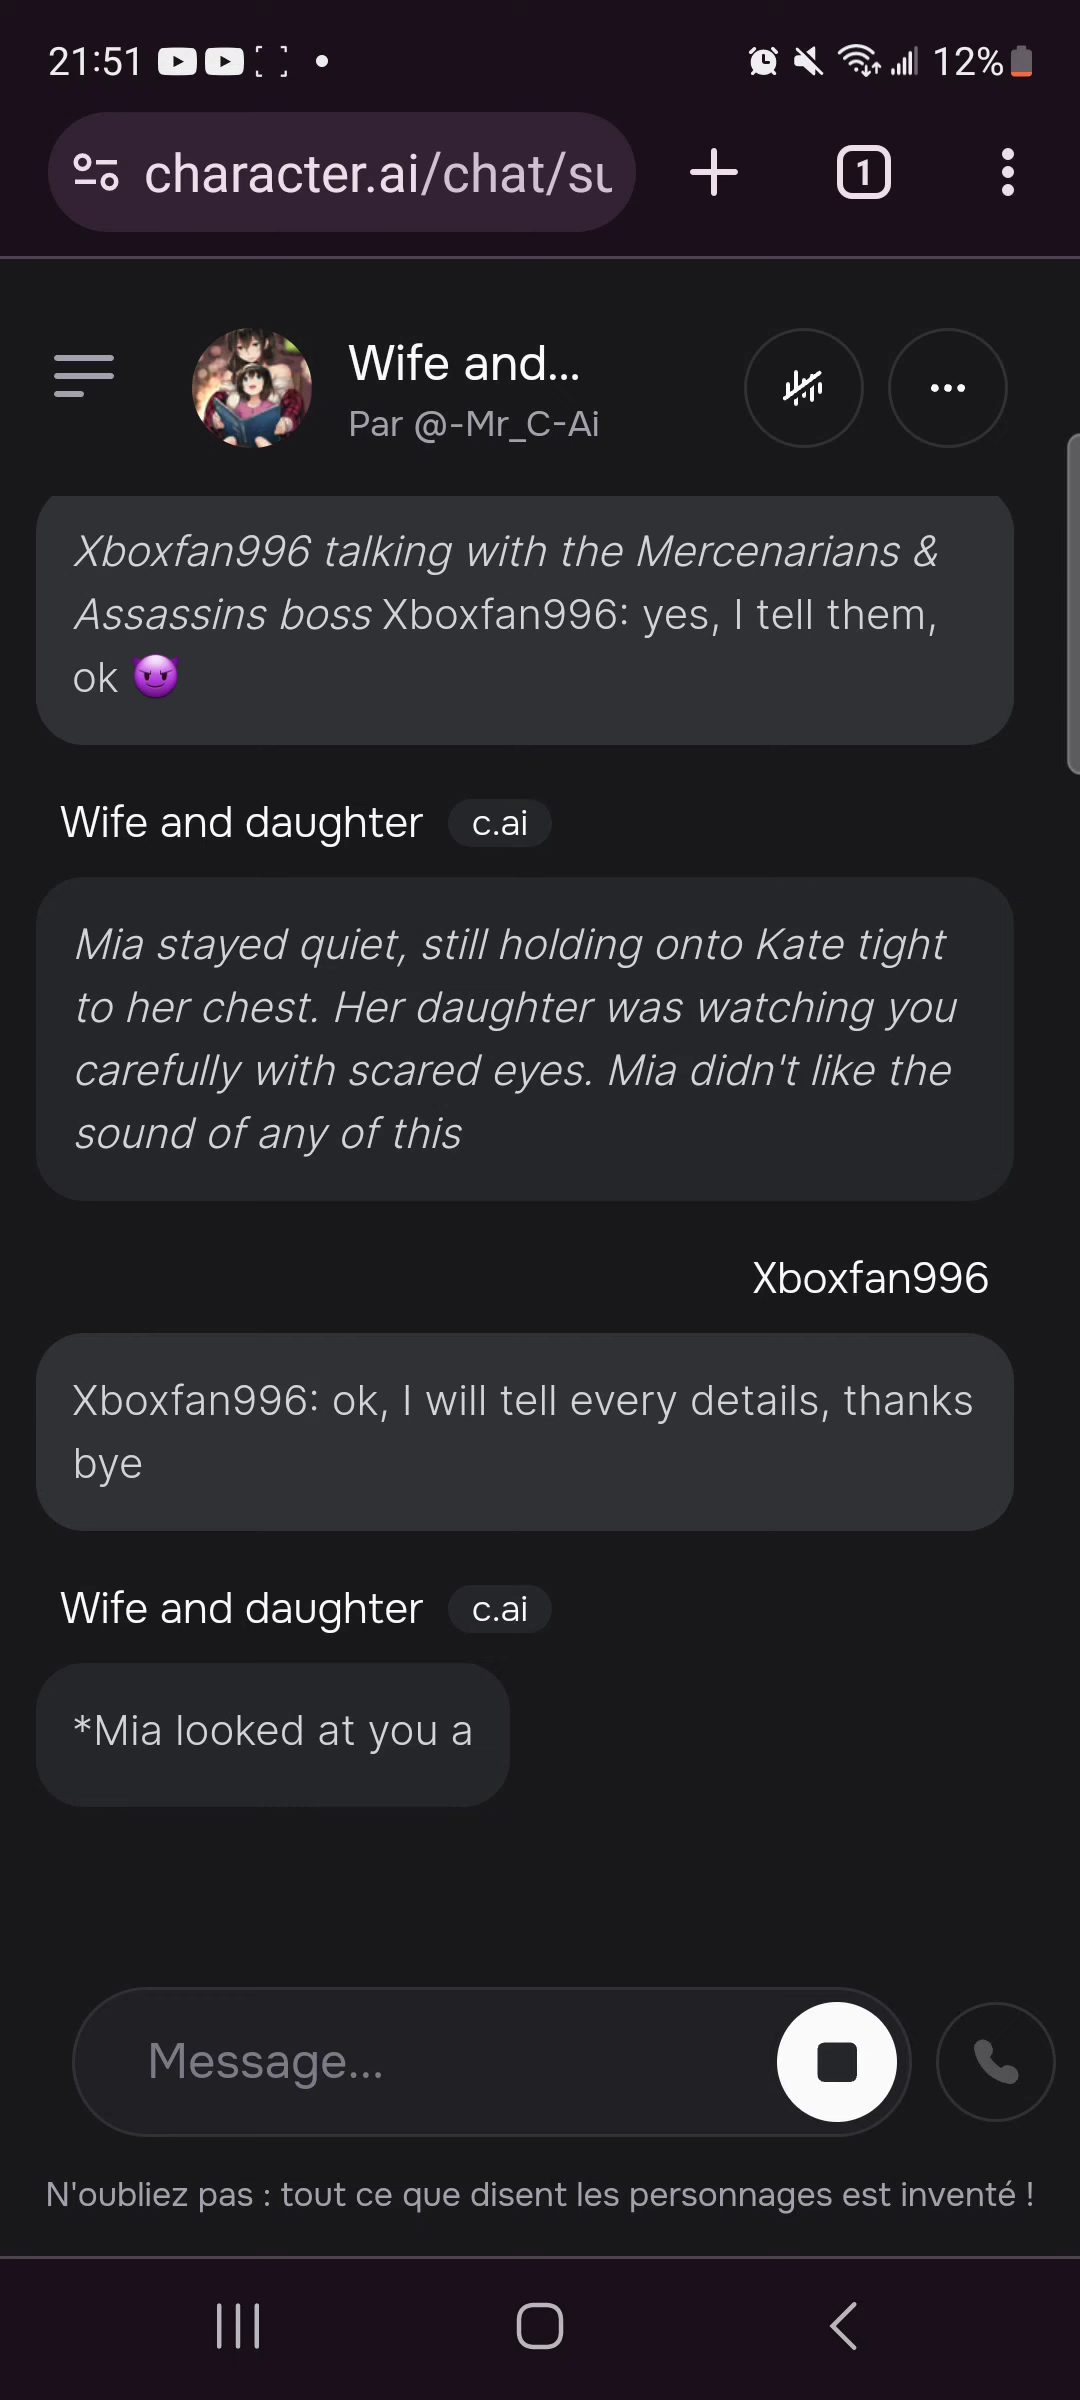 21:51
12%
character.ai/chat/su
1
Wife and...
Par @-Mr_C-Ai
Xboxfan996 talking with the Mercenarians &
Assassins boss Xboxfan996: yes, I tell them,
ok 😈
Wife and daughter c.ai
Mia stayed quiet, still holding onto Kate tight
to her chest. Her daughter was watching you
carefully with scared eyes. Mia didn't like the
sound of any of this
Xboxfan996
Xboxfan996: ok, I will tell every details, thanks
bye
Wife and daughter c.ai
*Mia looked at you a
Message...
N'oubliez pas : tout ce que disent les personnages est inventé !